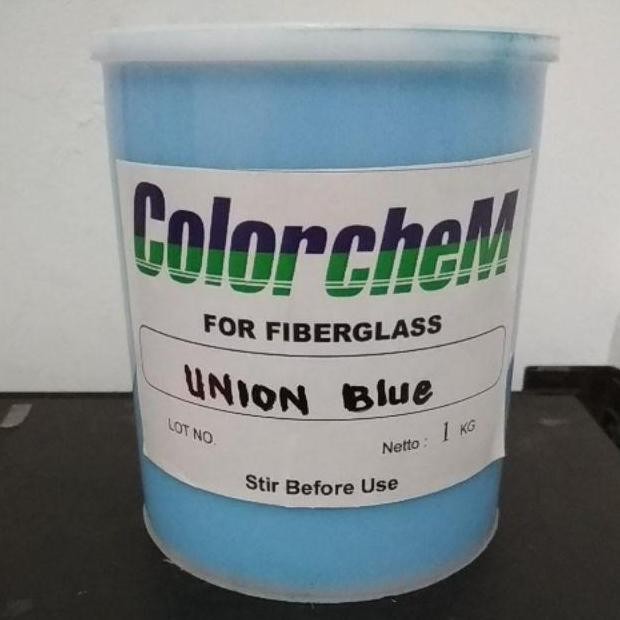 ColorcheM
FOR FIBERGLASS
UNION Blue
LOT NO.
Netto : 1 KG
Stir Before Use